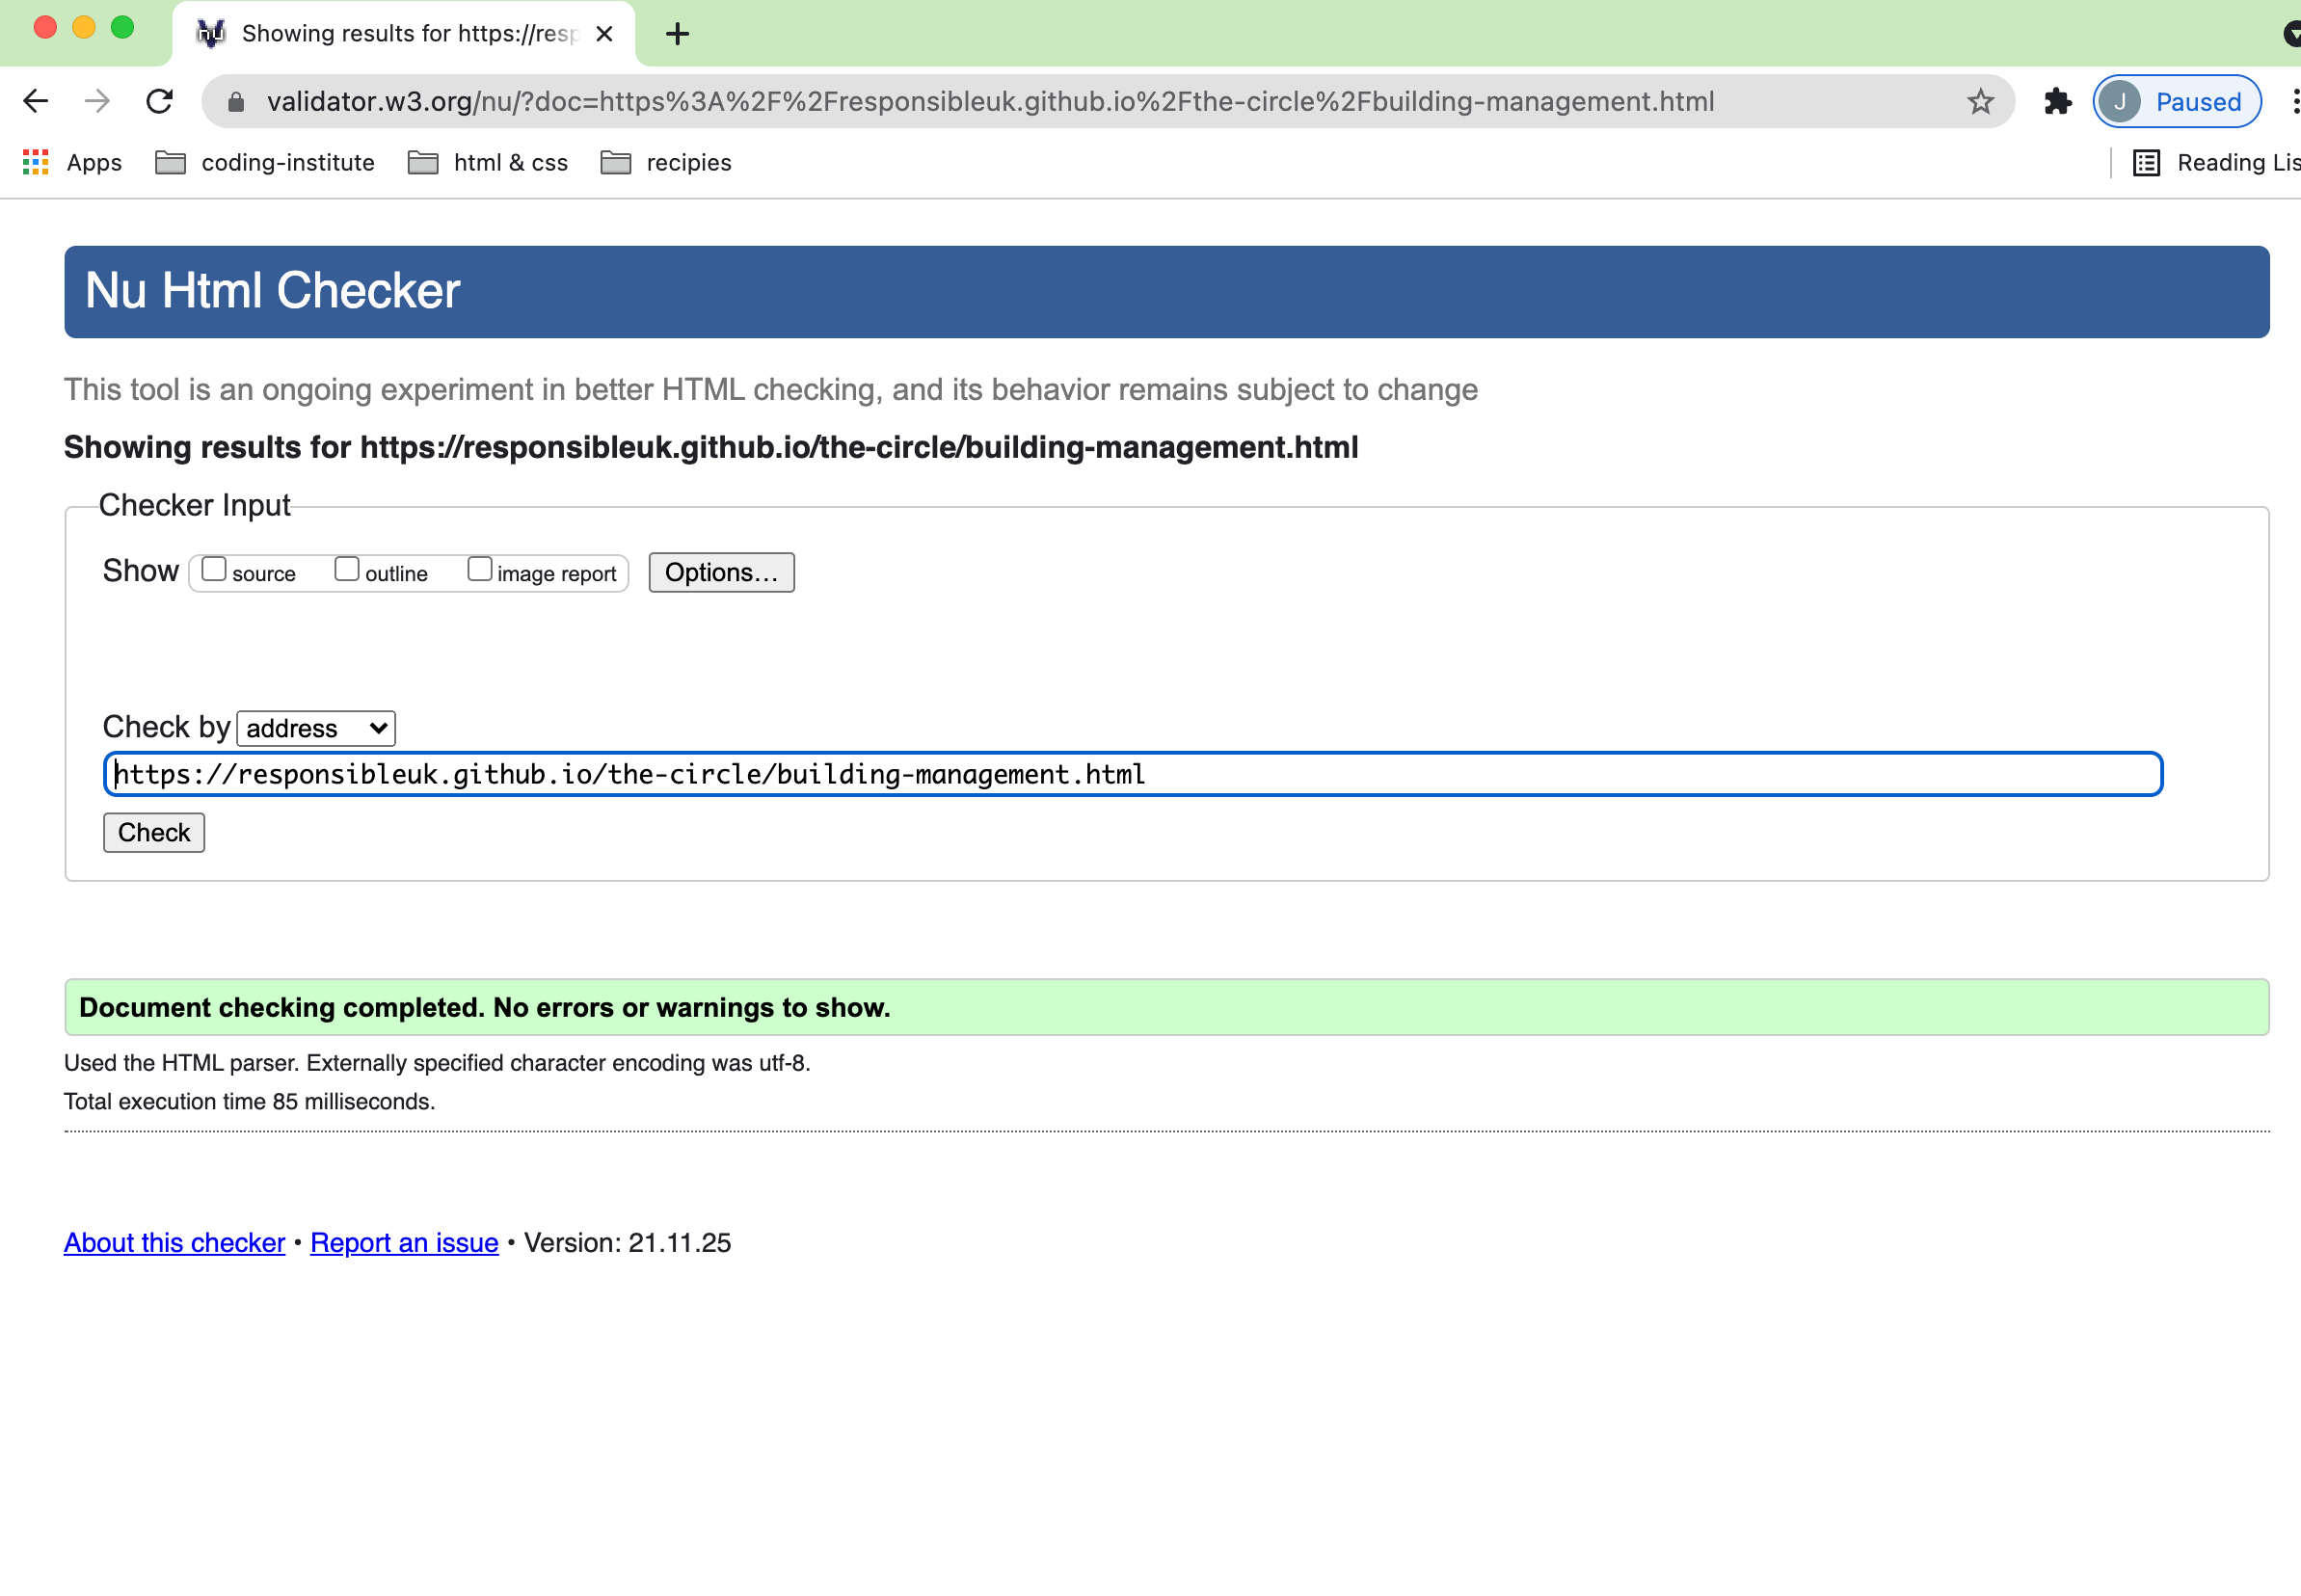 Showing results for https://resp
validator.w3.org/nu/?doc=https%3A%2F%2Fresponsibleuk.github.io%2Fthe-circle%2Fbuilding-management.html
J Paused
Apps coding-institute html & css recipies Reading Lis
Nu Html Checker
This tool is an ongoing experiment in better HTML checking, and its behavior remains subject to change
Showing results for https://responsibleuk.github.io/the-circle/building-management.html
Checker Input
Show source outline image report Options...
Check by address
https://responsibleuk.github.io/the-circle/building-management.html
Check
Document checking completed. No errors or warnings to show.
Used the HTML parser. Externally specified character encoding was utf-8.
Total execution time 85 milliseconds.
About this checker • Report an issue • Version: 21.11.25